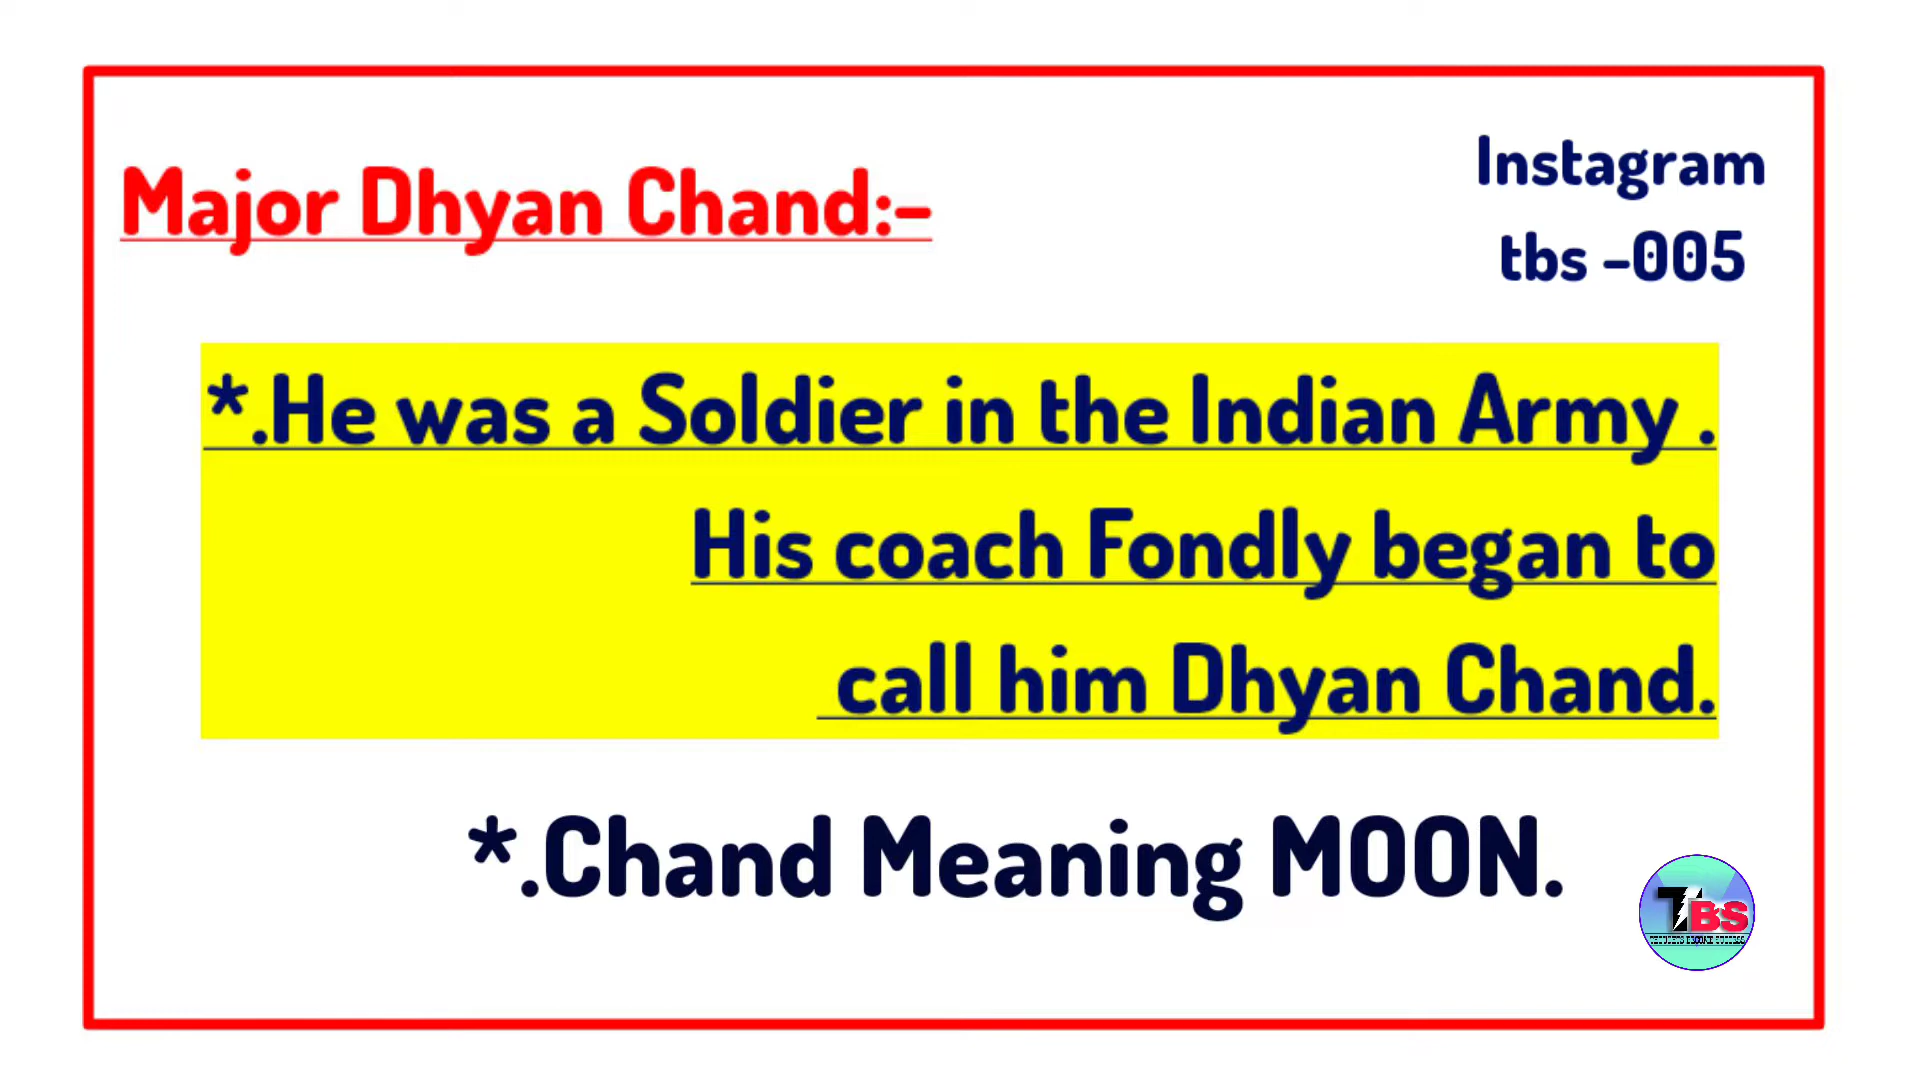 Major Dhyan Chand:-
Instagram
tbs -005
*.He was a Soldier in the Indian Army .
His coach Fondly began to
call him Dhyan Chand.
*.Chand Meaning MOON.
TBS